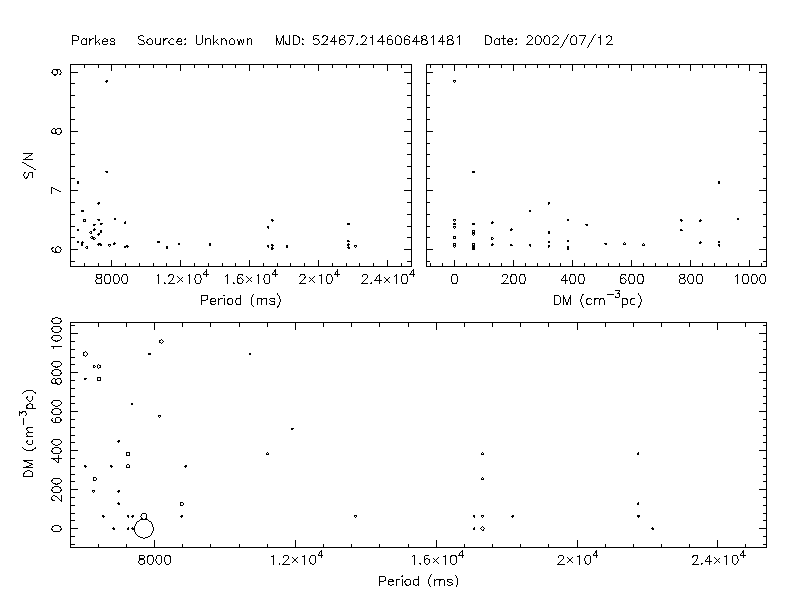 Parkes Source: Unknown MJD: 52467.214606481481 Date: 2002/07/12
9
8
7
6
S/N
8000 1.2×10⁴ 1.6×10⁴ 2×10⁴ 2.4×10⁴
Period (ms)
0 200 400 600 800 1000
DM (cm⁻³pc)
1000
800
600
400
200
0
DM (cm⁻³pc)
8000 1.2×10⁴ 1.6×10⁴ 2×10⁴ 2.4×10⁴
Period (ms)